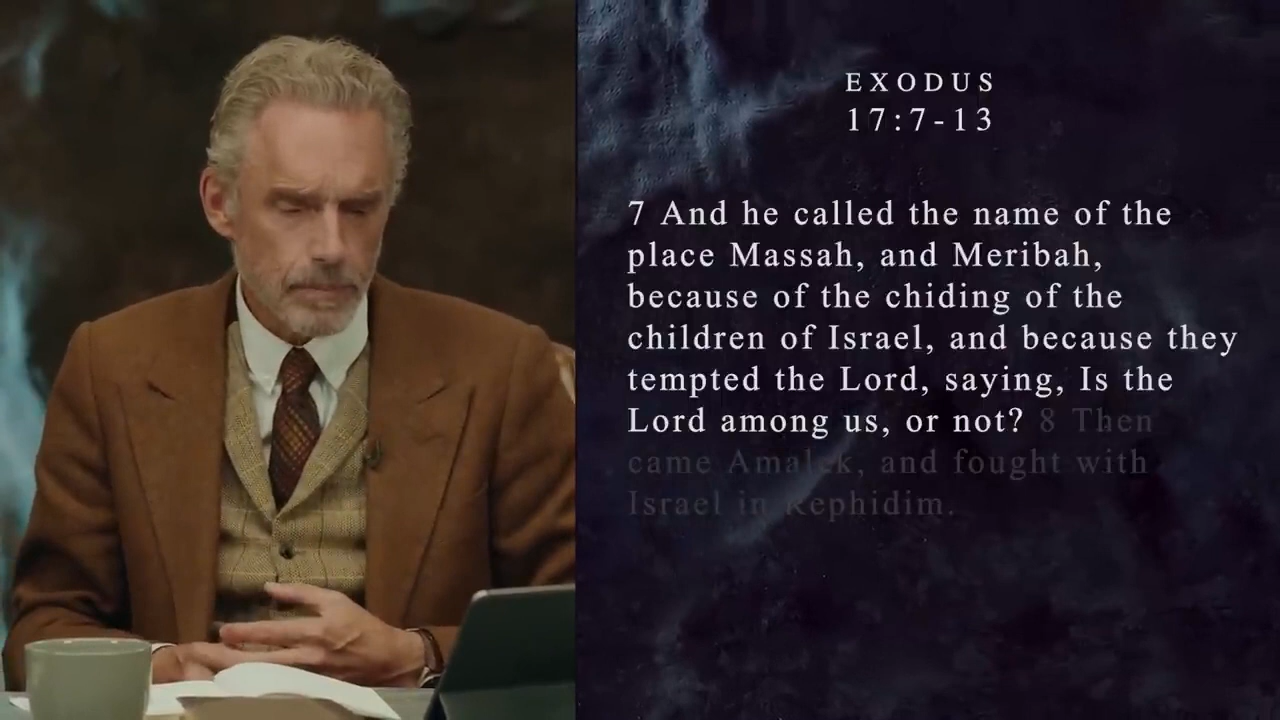 EXODUS
17:7-13
7 And he called the name of the
place Massah, and Meribah,
because of the chiding of the
children of Israel, and because they
tempted the Lord, saying, Is the
Lord among us, or not? 8 Then
came Amalek, and fought with
Israel in Rephidim.